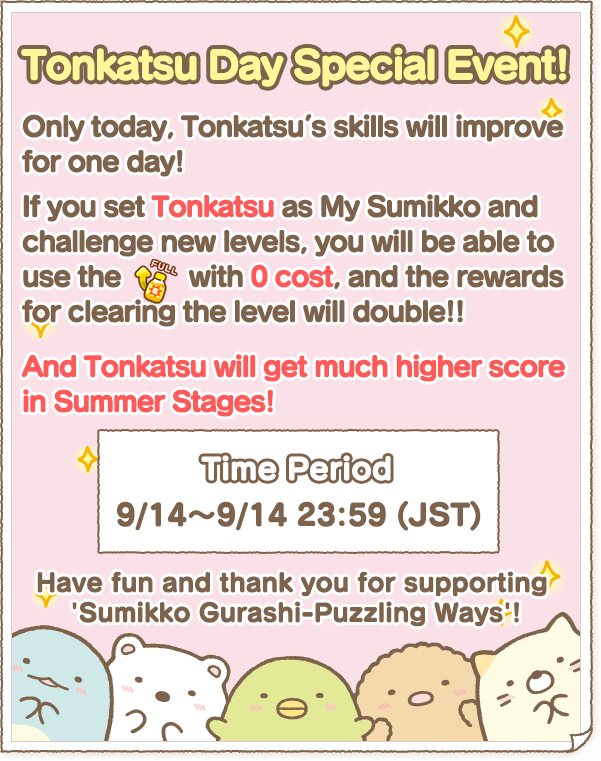 Tonkatsu Day Special Event!
Only today, Tonkatsu's skills will improve
for one day!
If you set Tonkatsu as My Sumikko and
challenge new levels, you will be able to
FULL
use the with 0 cost, and the rewards
for clearing the level will double!!
And Tonkatsu will get much higher score
in Summer Stages!
Time Period
9/14～9/14 23:59 (JST)
Have fun and thank you for supporting
'Sumikko Gurashi-Puzzling Ways'!